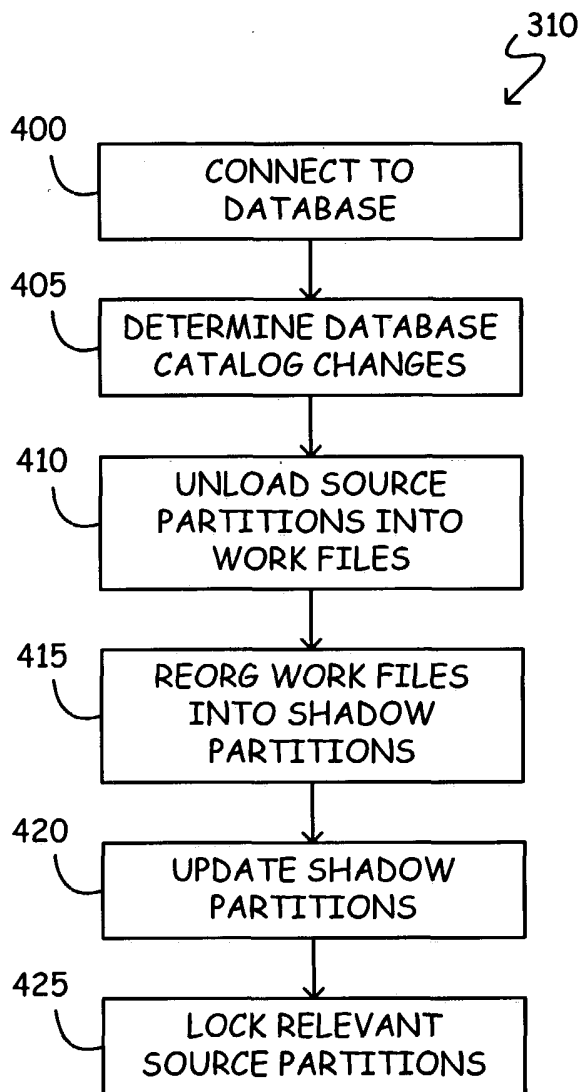 310
400
CONNECT TO
DATABASE
405
DETERMINE DATABASE
CATALOG CHANGES
410
UNLOAD SOURCE
PARTITIONS INTO
WORK FILES
415
REORG WORK FILES
INTO SHADOW
PARTITIONS
420
UPDATE SHADOW
PARTITIONS
425
LOCK RELEVANT
SOURCE PARTITIONS